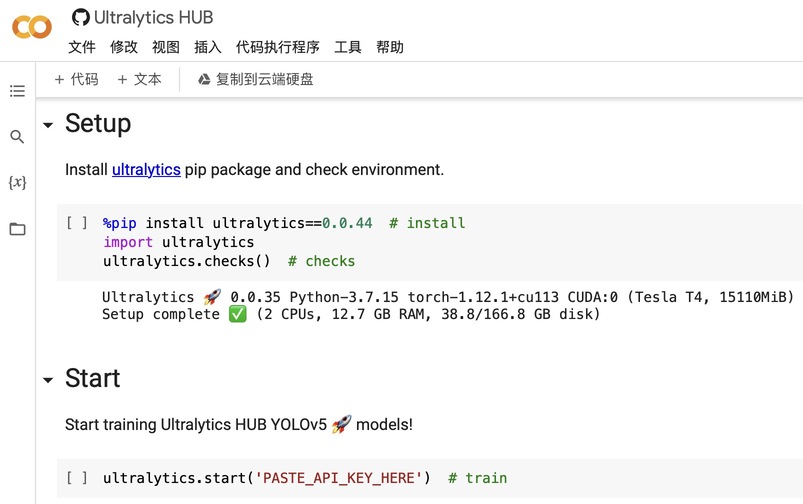 Ultralytics HUB
文件 修改 视图 插入 代码执行程序 工具 帮助
+ 代码 + 文本 复制到云端硬盘
Setup
Install ultralytics pip package and check environment.
[ ] %pip install ultralytics==0.0.44 # install
import ultralytics
ultralytics.checks() # checks
Ultralytics 🚀 0.0.35 Python-3.7.15 torch-1.12.1+cu113 CUDA:0 (Tesla T4, 15110MiB)
Setup complete ✅ (2 CPUs, 12.7 GB RAM, 38.8/166.8 GB disk)
Start
Start training Ultralytics HUB YOLOv5 🚀 models!
[ ] ultralytics.start('PASTE_API_KEY_HERE') # train